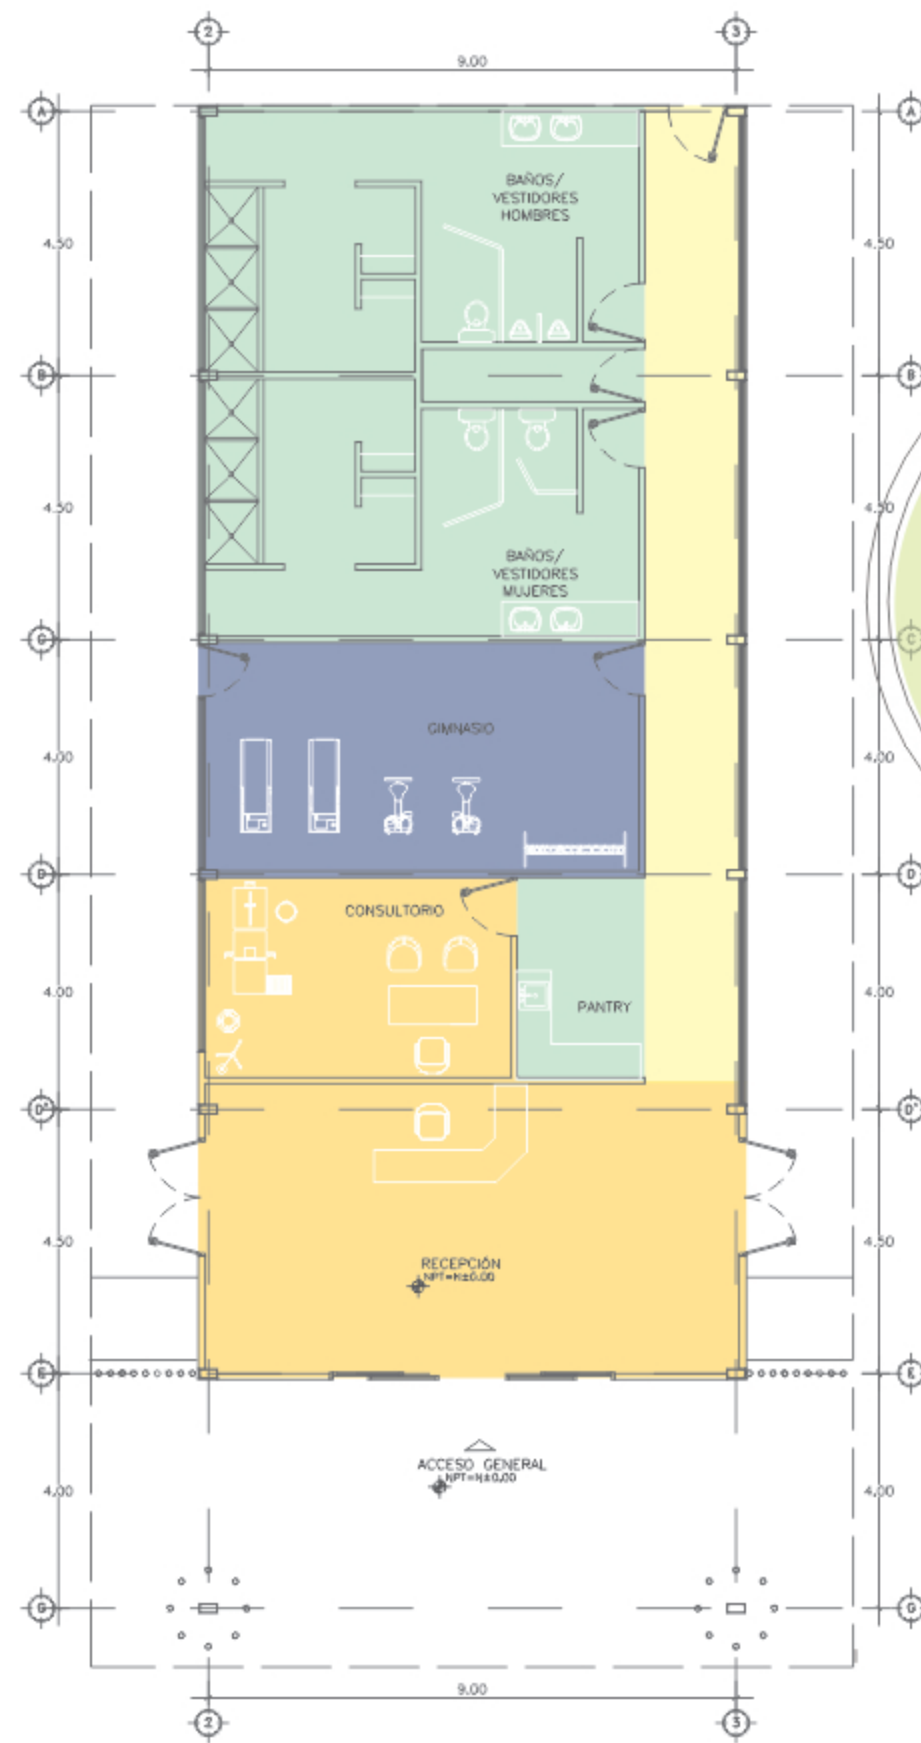 2
3
9.00
A
A
BAÑOS/
VESTIDORES
HOMBRES
4.50
4.50
B
B
4.50
4.50
BAÑOS/
VESTIDORES
MUJERES
C
C
GIMNASIO
4.00
4.00
D
D
CONSULTORIO
4.00
4.00
PANTRY
D'
D'
4.50
4.50
RECEPCIÓN
NPT=N±0.00
E
E
ACCESO GENERAL
NPT=N±0.00
4.00
4.00
G
G
9.00
2
3